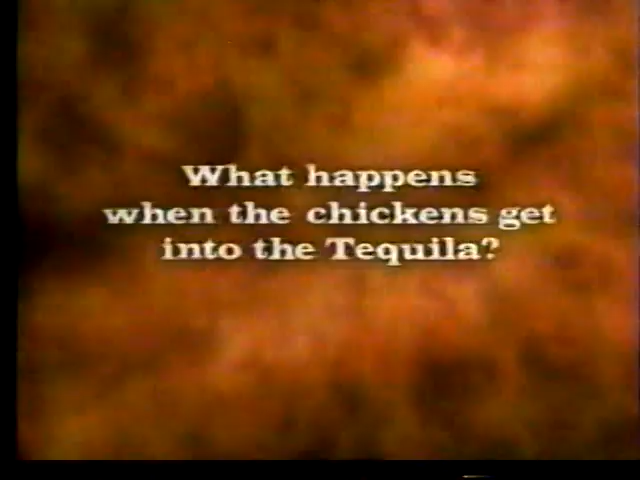 What happens
when the chickens get
into the Tequila?